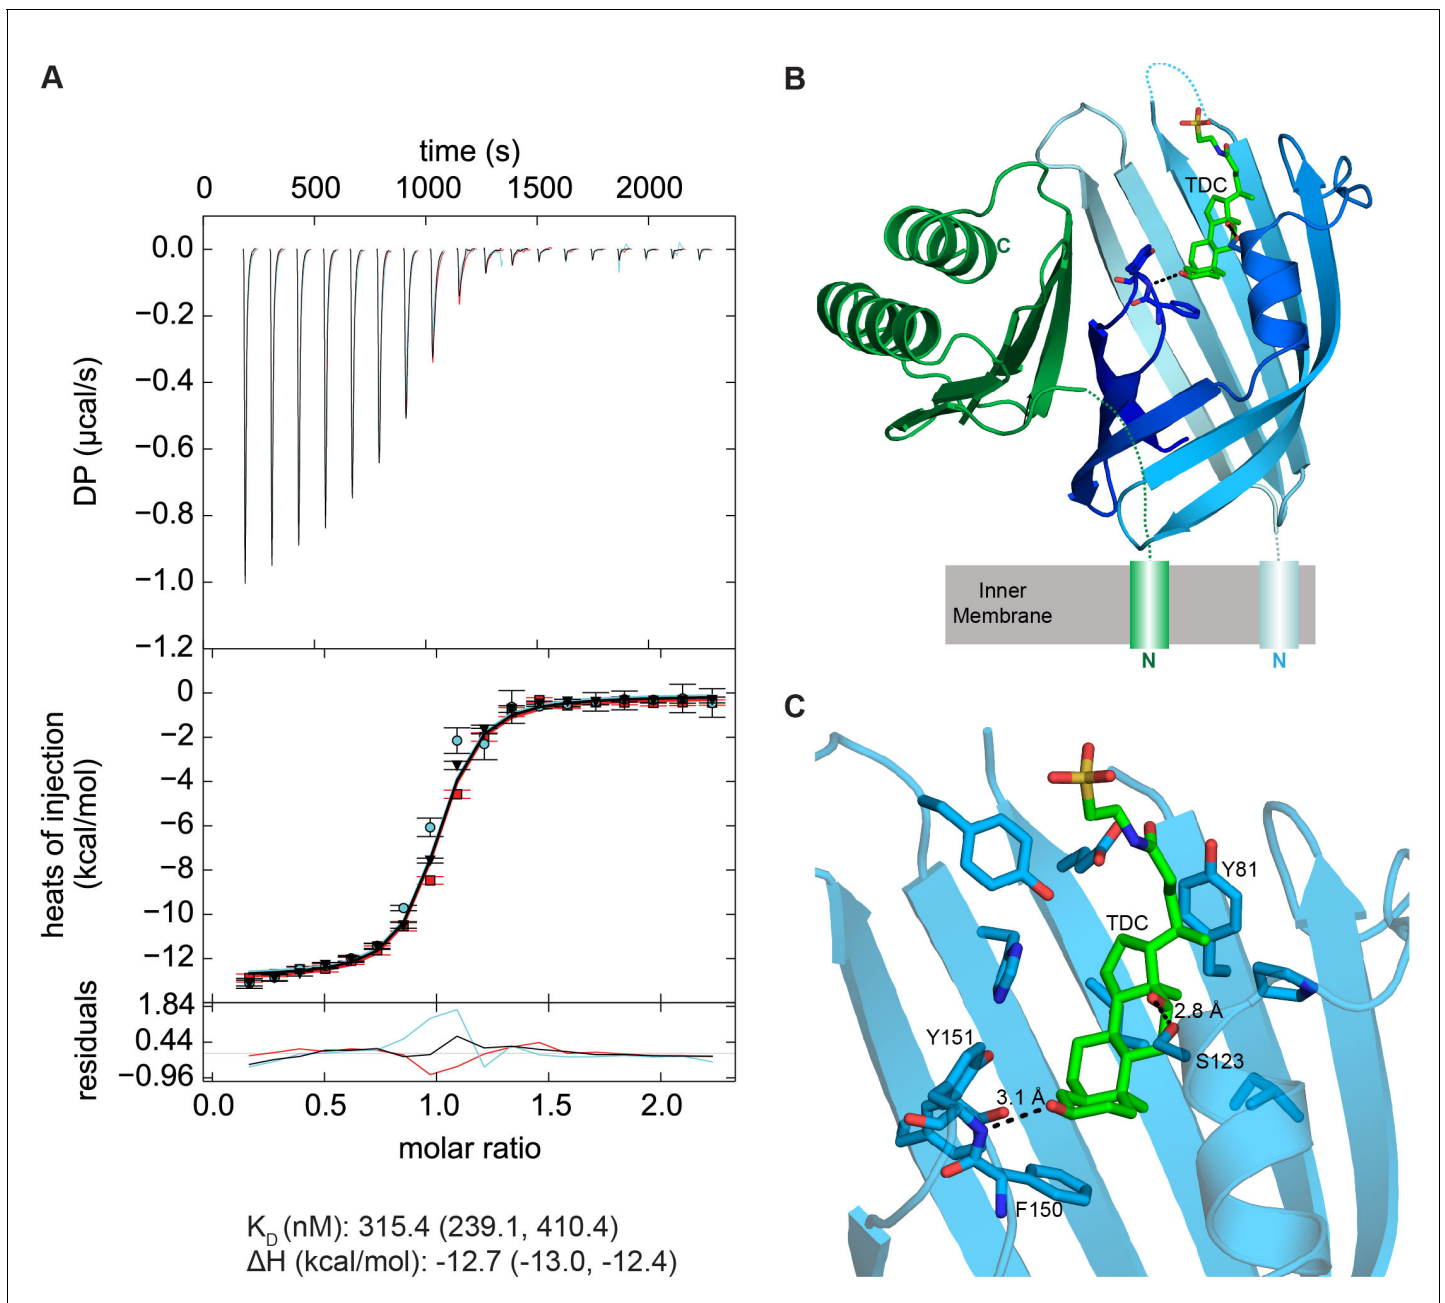 A
time (s)
0 500 1000 1500 2000
0.0
−0.2
−0.4
−0.6
−0.8
−1.0
−1.2
DP (µcal/s)
0
−2
−4
−6
−8
−10
−12
heats of injection
(kcal/mol)
1.84
0.44
−0.96
residuals
0.0 0.5 1.0 1.5 2.0
molar ratio
K_D (nM): 315.4 (239.1, 410.4)
ΔH (kcal/mol): -12.7 (-13.0, -12.4)
B
TDC
C
Inner
Membrane
N N
C
Y81
TDC
2.8 Å
S123
Y151
3.1 Å
F150